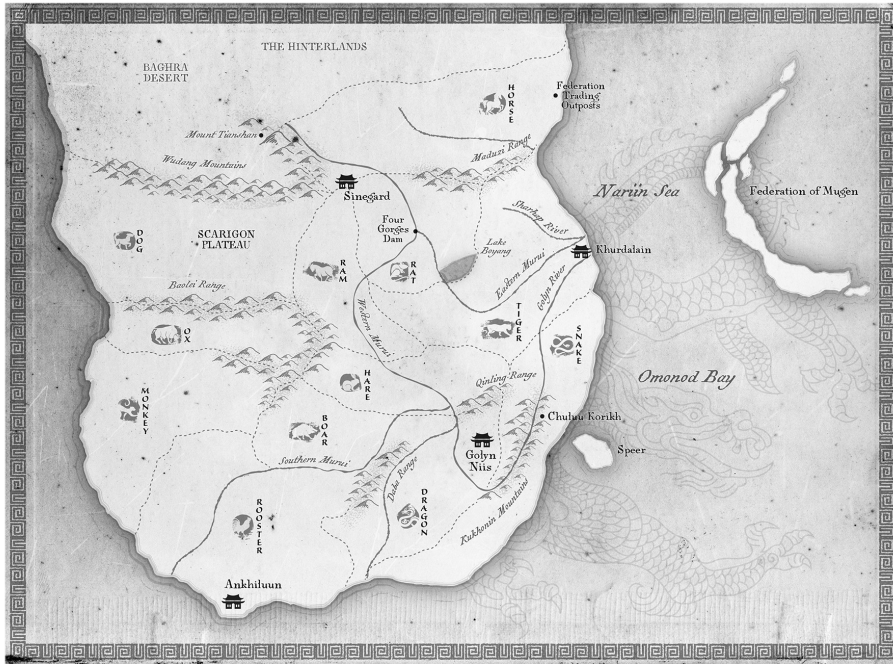 THE HINTERLANDS
BAGHRA
DESERT
HORSE
Federation
Trading
Outposts
Mount Tianshan
Maduzi Range
Wudang Mountains
Sinegard
Nariin Sea
Federation of Mugen
Sharhap River
Four
Gorges
Dam
DOG
SCARIGON
PLATEAU
Lake
Boyang
Khurdalain
RAM
RAT
Eastern Murui
Golyn River
Baolei Range
Western Murui
TIGER
OX
SNAKE
HARE
Qinling Range
Omonod Bay
MONKEY
Chuluu Korikh
BOAR
Golyn
Niis
Speer
Southern Murui
Daba Range
DRAGON
Kukhonin Mountains
ROOSTER
Ankhiluun